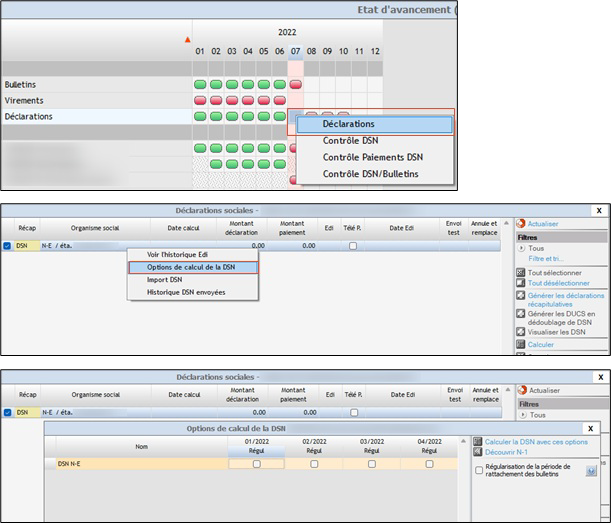 Etat d'avancement (
2022
01 02 03 04 05 06 07 08 09 10 11 12
Bulletins
Virements
Déclarations
Déclarations
Contrôle DSN
Contrôle Paiements DSN
Contrôle DSN/Bulletins
Déclarations sociales - X
Récap Organisme social Date calcul Montant déclaration Montant paiement Edi Télé R. Date Edi Envoi test Annule et remplace
DSN N-E / éta. 0.00 0.00
Voir l'historique Edi
Options de calcul de la DSN
Import DSN
Historique DSN envoyées
Actualiser
Filtres
Tous
Filtre et tri...
Tout sélectionner
Tout désélectionner
Générer les déclarations
récapitulatives
Générer les DUCS en
dédoublage de DSN
Visualiser les DSN
Calculer
Déclarations sociales - X
Récap Organisme social Date calcul Montant déclaration Montant paiement Edi Télé R. Date Edi Envoi test Annule et remplace
DSN N-E / éta. 0.00 0.00
Actualiser
Filtres
Tous
Options de calcul de la DSN X
Nom 01/2022 02/2022 03/2022 04/2022
Régul Régul Régul Régul
DSN N-E
Calculer la DSN avec ces options
Découvrir N-1
Régularisation de la période de
rattachement des bulletins